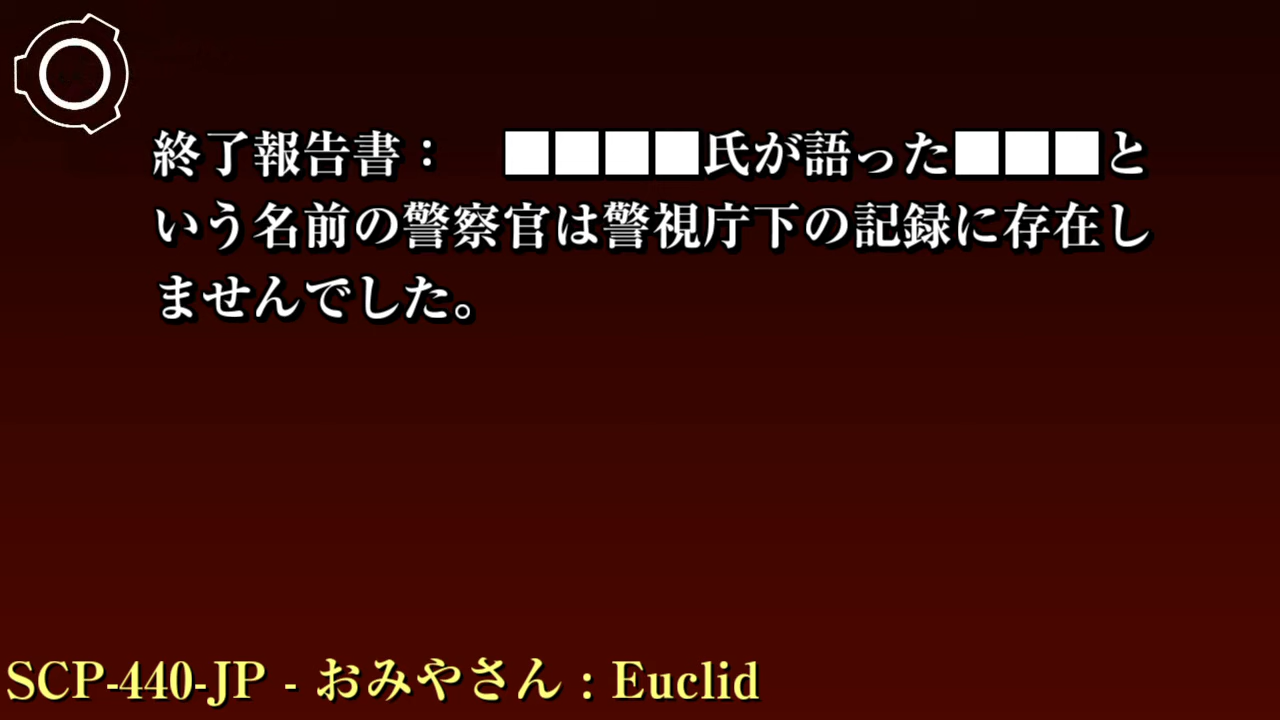 終了報告書： ■■■■氏が語った■■■と
いう名前の警察官は警視庁下の記録に存在し
ませんでした。
SCP-440-JP - おみやさん : Euclid